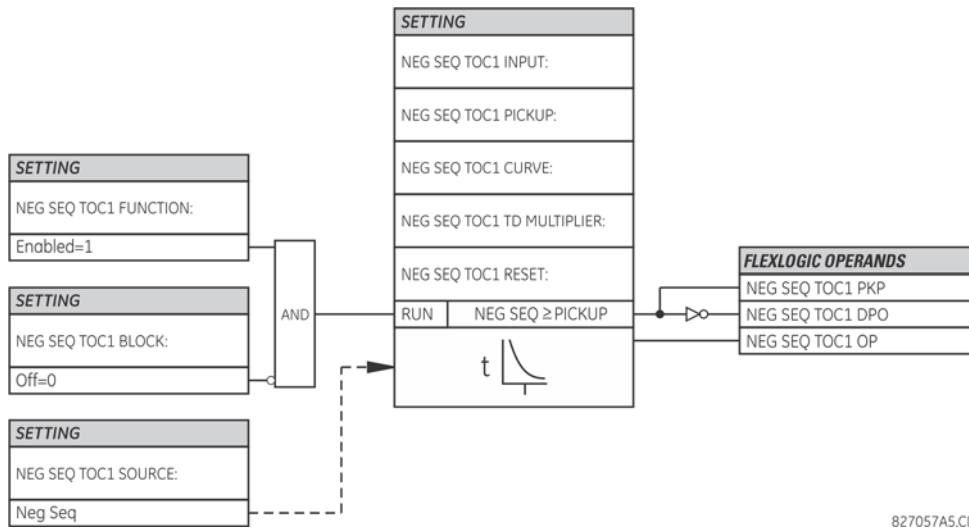 SETTING
NEG SEQ TOC1 FUNCTION:
Enabled=1
SETTING
NEG SEQ TOC1 BLOCK:
Off=0
SETTING
NEG SEQ TOC1 SOURCE:
Neg Seq
AND
SETTING
NEG SEQ TOC1 INPUT:
NEG SEQ TOC1 PICKUP:
NEG SEQ TOC1 CURVE:
NEG SEQ TOC1 TD MULTIPLIER:
NEG SEQ TOC1 RESET:
RUN NEG SEQ ≥ PICKUP
t
FLEXLOGIC OPERANDS
NEG SEQ TOC1 PKP
NEG SEQ TOC1 DPO
NEG SEQ TOC1 OP